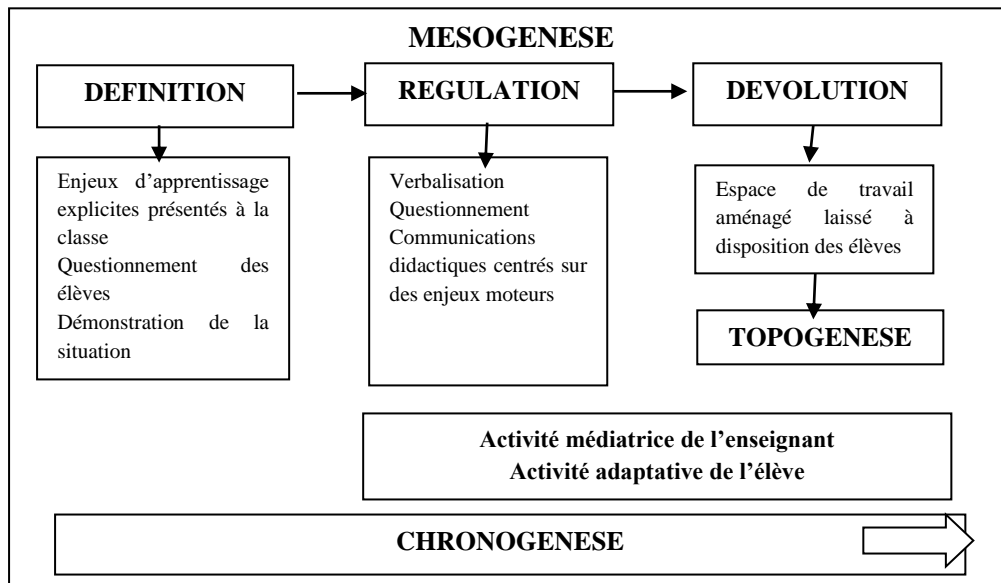 MESOGENESE
DEFINITION
REGULATION
DEVOLUTION
Enjeux d'apprentissage
explicites présentés à la
classe
Questionnement des
élèves
Démonstration de la
situation
Verbalisation
Questionnement
Communications
didactiques centrés sur
des enjeux moteurs
Espace de travail
aménagé laissé à
disposition des élèves
TOPOGENESE
Activité médiatrice de l'enseignant
Activité adaptative de l'élève
CHRONOGENESE